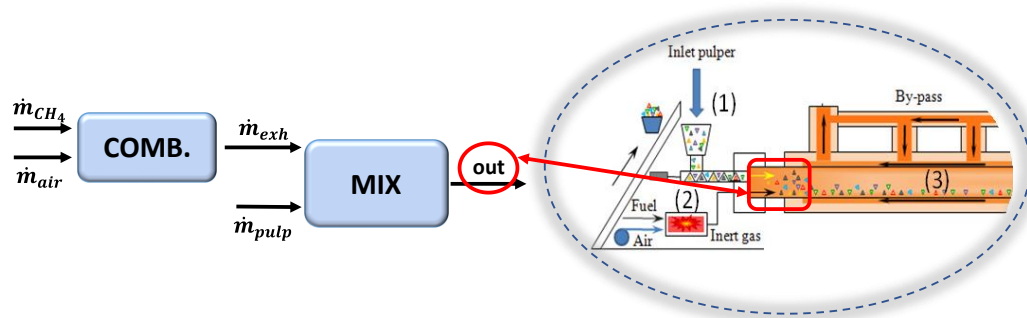 ṁ_CH₄
ṁ_air
COMB.
ṁ_exh
ṁ_pulp
MIX
out
Inlet pulper
(1)
(2)
Fuel
Air
Inert gas
By-pass
(3)